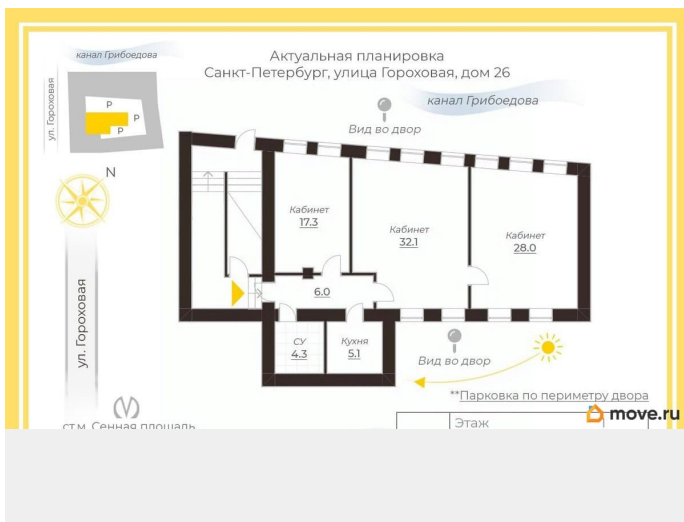 канал Грибоедова
Актуальная планировка
Санкт-Петербург, улица Гороховая, дом 26
ул. Гороховая
P
P
P
канал Грибоедова
Вид во двор
N
Кабинет
17.3
Кабинет
32.1
Кабинет
28.0
6.0
ул. Гороховая
СУ
4.3
Кухня
5.1
Вид во двор
**Парковка по периметру двора
move.ru
ст.м. Сенная площадь
Этаж